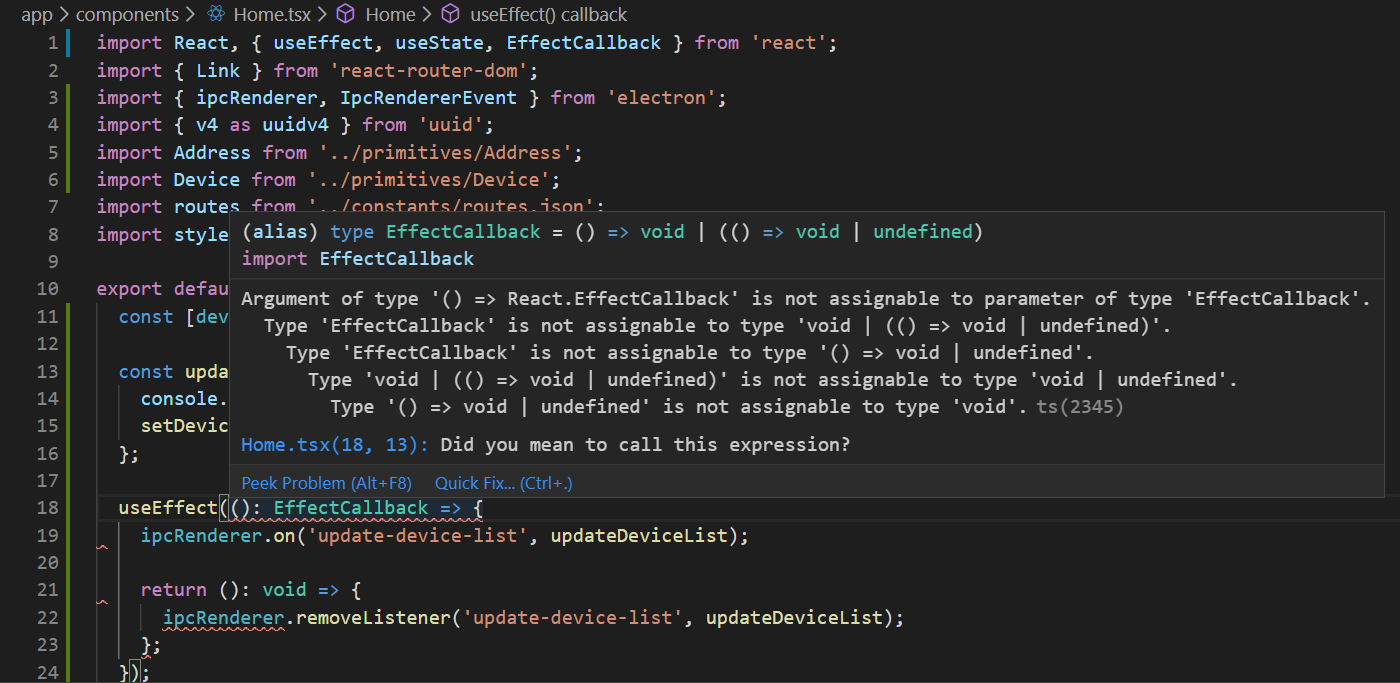 app > components > Home.tsx > Home > useEffect() callback
1 import React, { useEffect, useState, EffectCallback } from 'react';
2 import { Link } from 'react-router-dom';
3 import { ipcRenderer, IpcRendererEvent } from 'electron';
4 import { v4 as uuidv4 } from 'uuid';
5 import Address from '../primitives/Address';
6 import Device from '../primitives/Device';
7 import routes from '../constants/routes.json';
8 import style
(alias) type EffectCallback = () => void | (() => void | undefined)
import EffectCallback
9
10 export defau
Argument of type '() => React.EffectCallback' is not assignable to parameter of type 'EffectCallback'.
11 const [dev
Type 'EffectCallback' is not assignable to type 'void | (() => void | undefined)'.
12
Type 'EffectCallback' is not assignable to type '() => void | undefined'.
13 const upda
Type 'void | (() => void | undefined)' is not assignable to type 'void | undefined'.
14 console.
Type '() => void | undefined' is not assignable to type 'void'. ts(2345)
15 setDevic
Home.tsx(18, 13): Did you mean to call this expression?
16 };
17
Peek Problem (Alt+F8) Quick Fix... (Ctrl+.)
18 useEffect((): EffectCallback => {
19 ipcRenderer.on('update-device-list', updateDeviceList);
20
21 return (): void => {
22 ipcRenderer.removeListener('update-device-list', updateDeviceList);
23 };
24 });